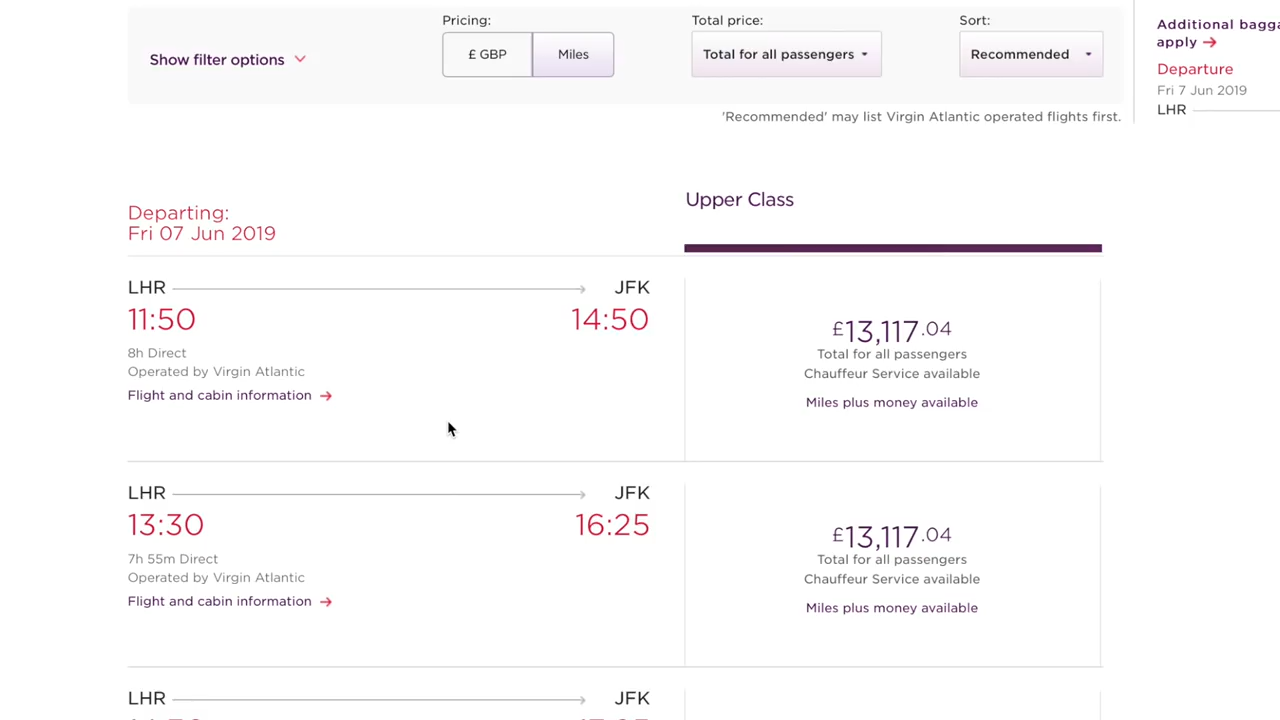 Pricing:
Total price:
Sort:
Show filter options
£ GBP
Miles
Total for all passengers
Recommended
'Recommended' may list Virgin Atlantic operated flights first.
Additional
apply
Departure
Fri 7 Jun 2019
LHR
Departing:
Fri 07 Jun 2019
Upper Class
LHR
JFK
11:50
14:50
8h Direct
Operated by Virgin Atlantic
Flight and cabin information
£13,117.04
Total for all passengers
Chauffeur Service available
Miles plus money available
LHR
JFK
13:30
16:25
7h 55m Direct
Operated by Virgin Atlantic
Flight and cabin information
£13,117.04
Total for all passengers
Chauffeur Service available
Miles plus money available
LHR
JFK